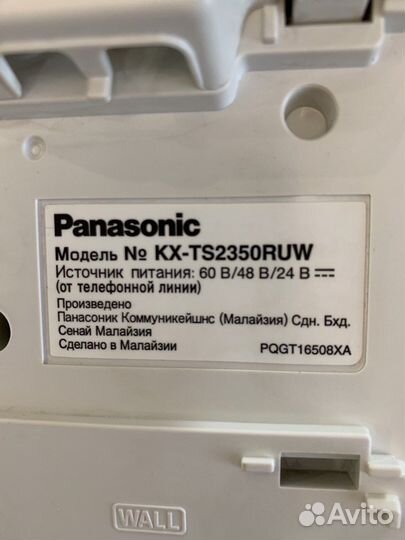 Panasonic
Модель № KX-TS2350RUW
Источник питания: 60 В/48 В/24 В
(от телефонной линии)
Произведено
Панасоник Коммуникейшнс (Малайзия) Сдн. Бхд.
Сенай Малайзия
Сделано в Малайзии PQGT16508XA
WALL
Avito